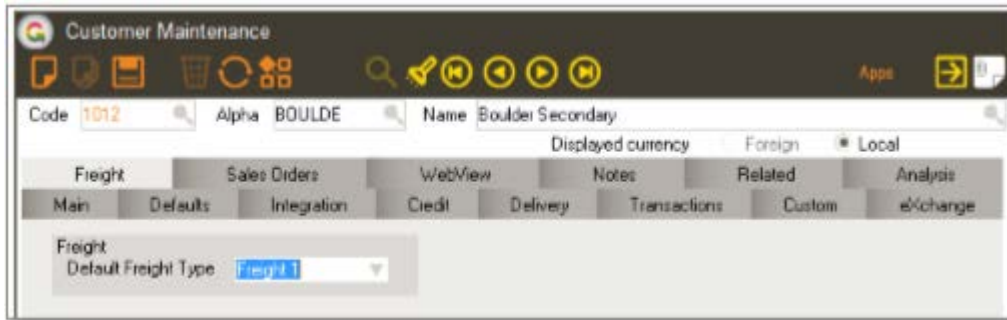 Customer Maintenance
Apps
Code 1012 Alpha BOULDE Name Boulder Secondary
Displayed currency Foreign Local
Freight Sales Orders WebView Notes Related Analysis
Main Defaults Integration Credit Delivery Transactions Custom eXchange
Freight
Default Freight Type Freight 1